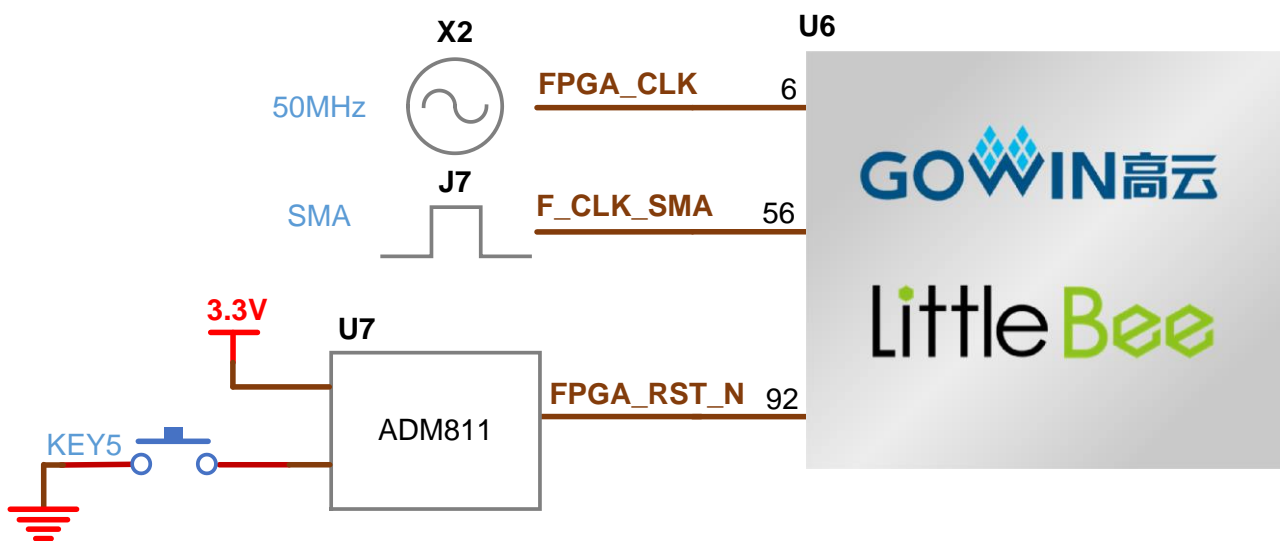 X2
U6
50MHz
FPGA_CLK
6
J7
SMA
F_CLK_SMA
56
GOWIN高云
3.3V
U7
LittleBee
ADM811
FPGA_RST_N
92
KEY5